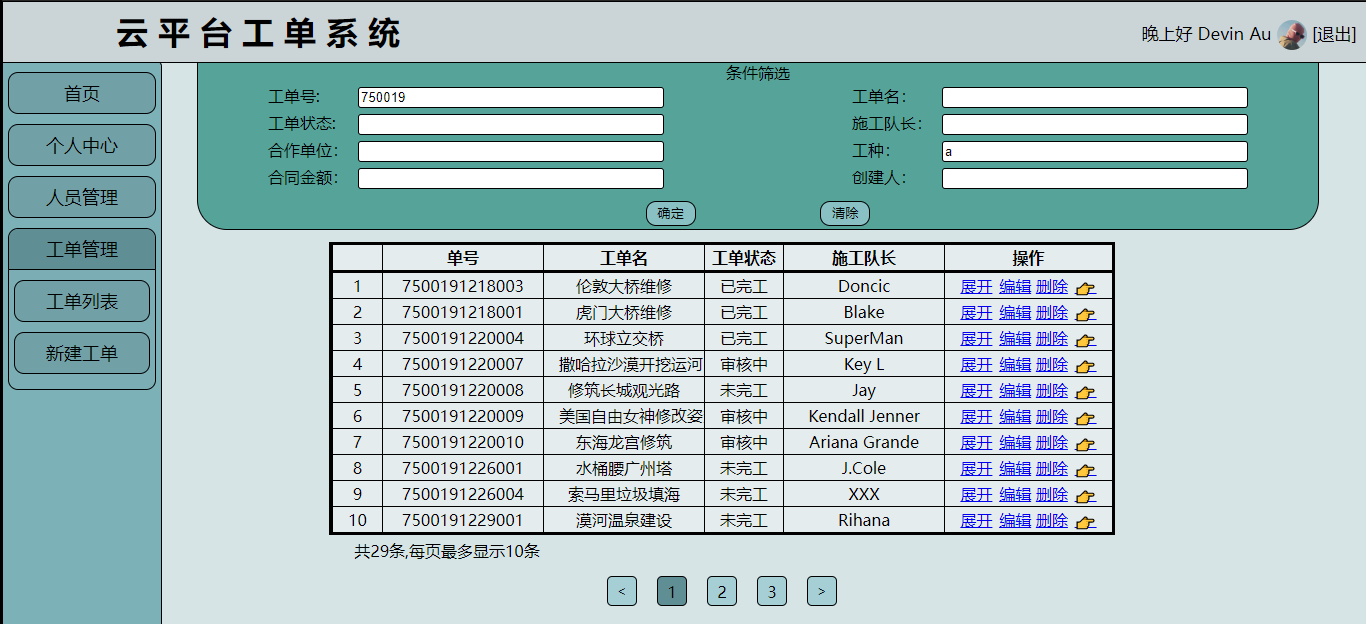 云平台工单系统
晚上好 Devin Au [退出]
首页
个人中心
人员管理
工单管理
工单列表
新建工单
条件筛选
工单号: 750019 工单名:
工单状态: 施工队长:
合作单位: 工种: a
合同金额: 创建人:
确定 清除
单号 工单名 工单状态 施工队长 操作
1 7500191218003 伦敦大桥维修 已完工 Doncic 展开 编辑 删除
2 7500191218001 虎门大桥维修 已完工 Blake 展开 编辑 删除
3 7500191220004 环球立交桥 已完工 SuperMan 展开 编辑 删除
4 7500191220007 撒哈拉沙漠开挖运河 审核中 Key L 展开 编辑 删除
5 7500191220008 修筑长城观光路 未完工 Jay 展开 编辑 删除
6 7500191220009 美国自由女神修改姿 审核中 Kendall Jenner 展开 编辑 删除
7 7500191220010 东海龙宫修筑 审核中 Ariana Grande 展开 编辑 删除
8 7500191226001 水桶腰广州塔 未完工 J.Cole 展开 编辑 删除
9 7500191226004 索马里垃圾填海 未完工 XXX 展开 编辑 删除
10 7500191229001 漠河温泉建设 未完工 Rihana 展开 编辑 删除
共29条,每页最多显示10条
< 1 2 3 >